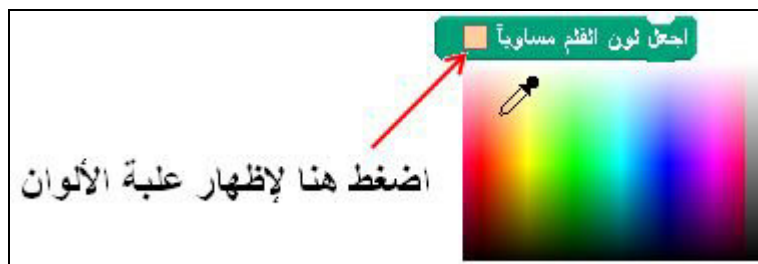 اجعل لون القلم مساوياً
اضغط هنا لإظهار علبة الألوان